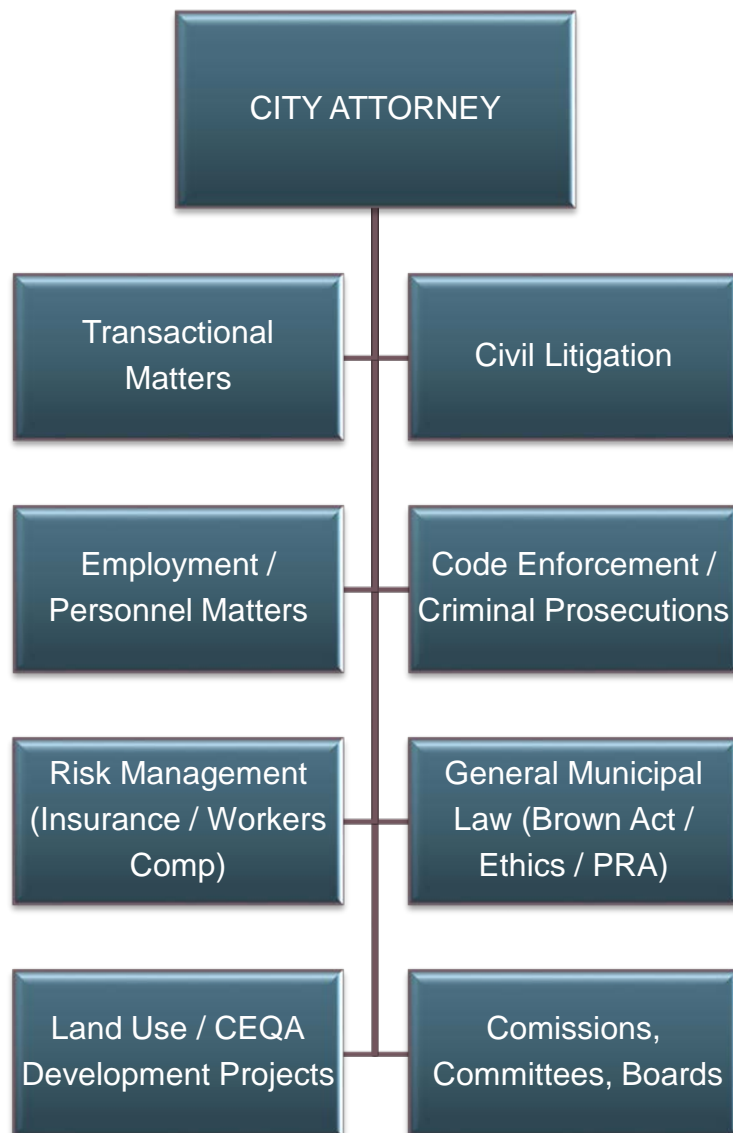 CITY ATTORNEY
Transactional
Matters
Civil Litigation
Employment /
Personnel Matters
Code Enforcement /
Criminal Prosecutions
Risk Management
(Insurance / Workers
Comp)
General Municipal
Law (Brown Act /
Ethics / PRA)
Land Use / CEQA
Development Projects
Comissions,
Committees, Boards